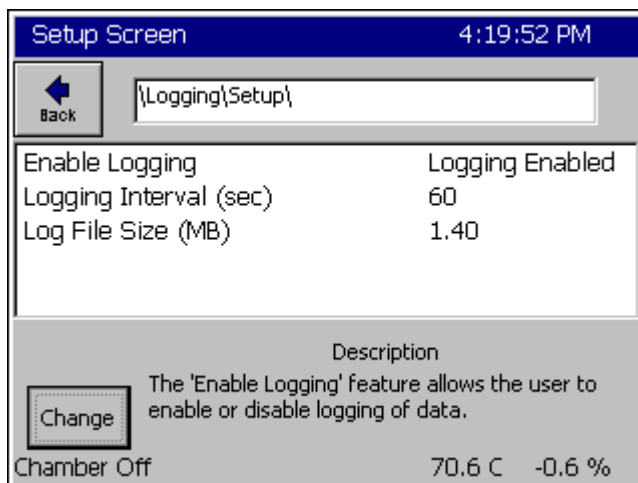 Setup Screen 4:19:52 PM
Back
\Logging\Setup\
Enable Logging Logging Enabled
Logging Interval (sec) 60
Log File Size (MB) 1.40
Description
The 'Enable Logging' feature allows the user to
enable or disable logging of data.
Change
Chamber Off 70.6 C -0.6 %